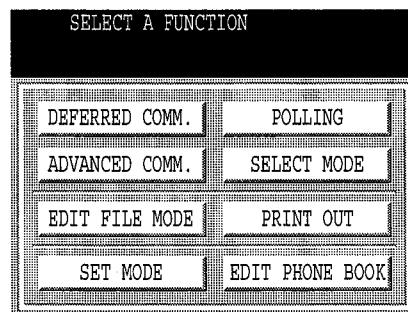 SELECT A FUNCTION
DEFERRED COMM. POLLING
ADVANCED COMM. SELECT MODE
EDIT FILE MODE PRINT OUT
SET MODE EDIT PHONE BOOK